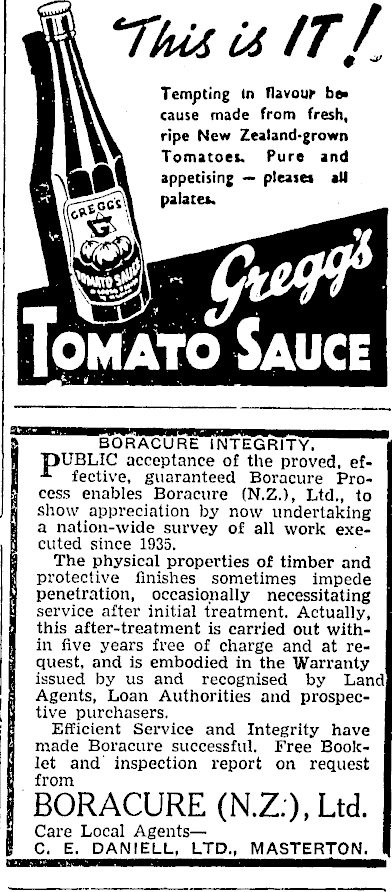 This is IT!
Tempting in flavour be-
cause made from fresh,
ripe New Zealand-grown
Tomatoes. Pure and
appetising — pleases all
palates.
GREGG'S
G
TOMATO SAUCE
Gregg's
TOMATO SAUCE
BORACURE INTEGRITY.
PUBLIC acceptance of the proved, ef-
fective, guaranteed Boracure Pro-
cess enables Boracure (N.Z.), Ltd., to
show appreciation by now undertaking
a nation-wide survey of all work exe-
cuted since 1935.
The physical properties of timber and
protective finishes sometimes impede
penetration, occasionally necessitating
service after initial treatment. Actually,
this after-treatment is carried out with-
in five years free of charge and at re-
quest, and is embodied in the Warranty
issued by us and recognised by Land
Agents, Loan Authorities and prospec-
tive purchasers.
Efficient Service and Integrity have
made Boracure successful. Free Book-
let and inspection report on request
from
BORACURE (N.Z.), Ltd.
Care Local Agents—
C. E. DANIELL, LTD., MASTERTON.